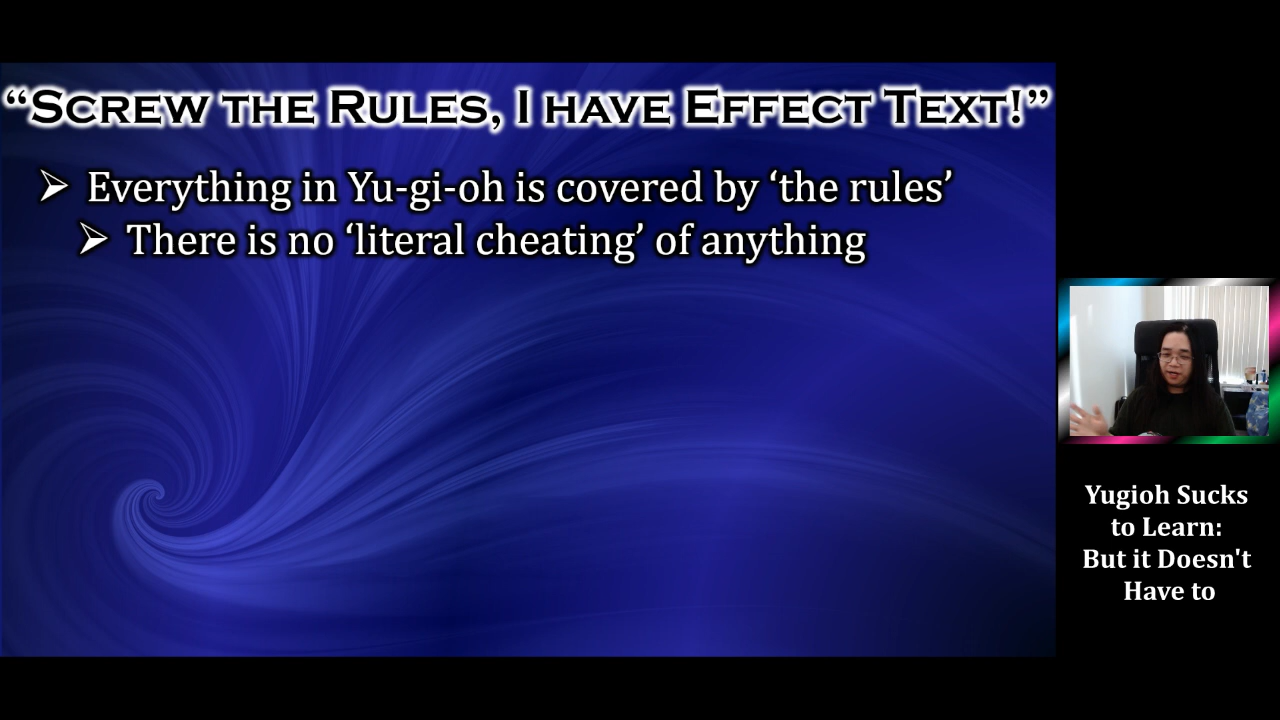 “Screw the Rules, I have Effect Text!”
Everything in Yu-gi-oh is covered by ‘the rules’
There is no ‘literal cheating’ of anything
Yugioh Sucks
to Learn:
But it Doesn't
Have to